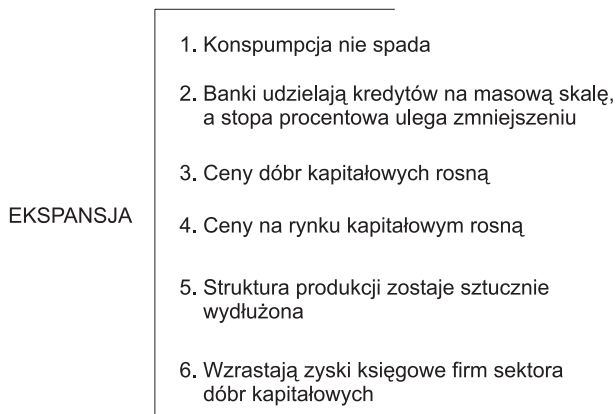 1. Konspumpcja nie spada
2. Banki udzielają kredytów na masową skalę,
a stopa procentowa ulega zmniejszeniu
3. Ceny dóbr kapitałowych rosną
EKSPANSJA
4. Ceny na rynku kapitałowym rosną
5. Struktura produkcji zostaje sztucznie
wydłużona
6. Wzrastają zyski księgowe firm sektora
dóbr kapitałowych